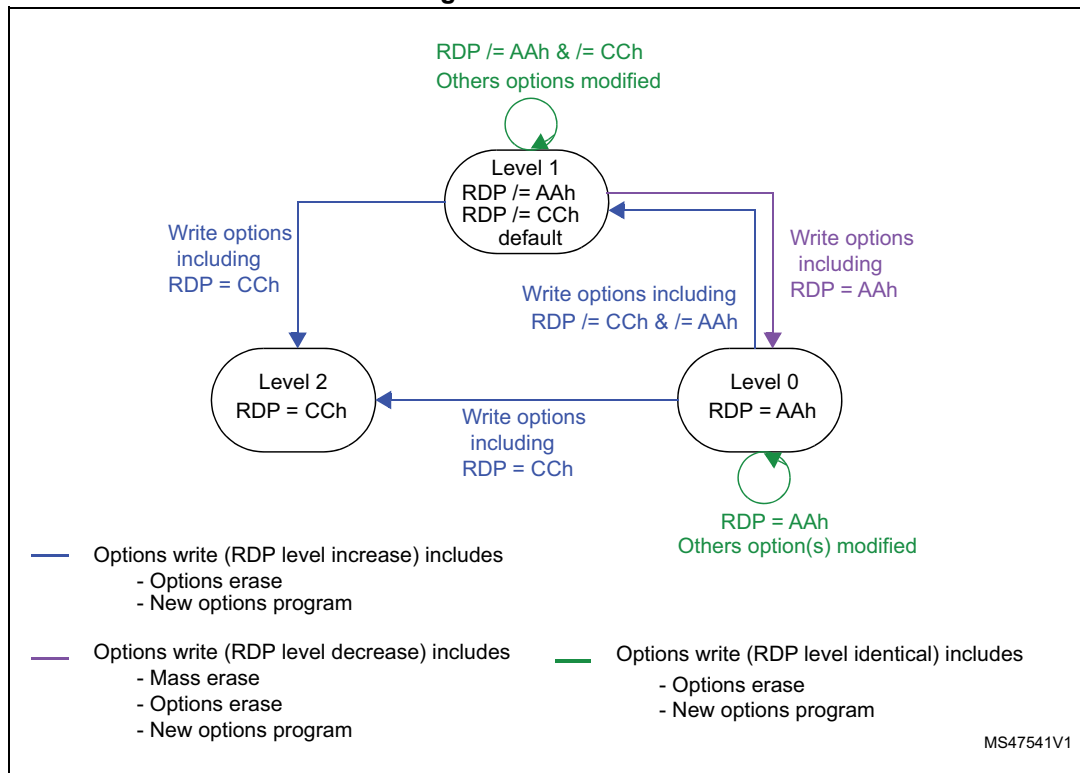 RDP /= AAh & /= CCh
Others options modified
Level 1
RDP /= AAh
RDP /= CCh
default
Write options
including
RDP = CCh
Write options
including
RDP = AAh
Write options including
RDP /= CCh & /= AAh
Level 2
RDP = CCh
Level 0
RDP = AAh
Write options
including
RDP = CCh
RDP = AAh
Others option(s) modified
Options write (RDP level increase) includes
- Options erase
- New options program
Options write (RDP level decrease) includes
- Mass erase
- Options erase
- New options program
Options write (RDP level identical) includes
- Options erase
- New options program
MS47541V1